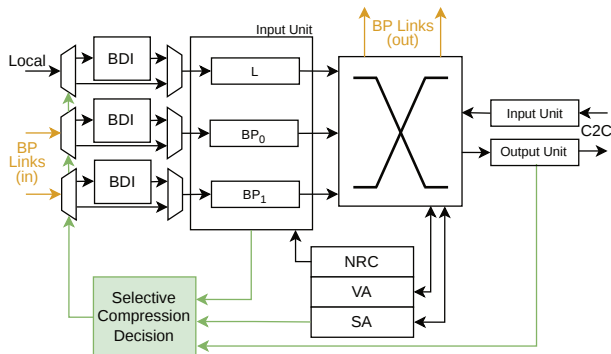 Input Unit
BP Links
(out)
Local
BDI
L
BDI
BP₀
BP
Links
(in)
BDI
BP₁
Input Unit
C2C
Output Unit
NRC
VA
SA
Selective
Compression
Decision